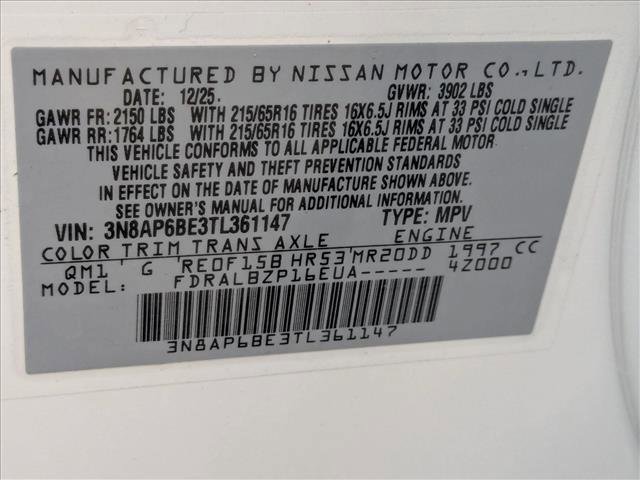 MANUFACTURED BY NISSAN MOTOR CO., LTD.
DATE: 12/25. GVWR: 3902 LBS
GAWR FR: 2150 LBS WITH 215/65R16 TIRES 16X6.5J RIMS AT 33 PSI COLD SINGLE
GAWR RR: 1764 LBS WITH 215/65R16 TIRES 16X6.5J RIMS AT 33 PSI COLD SINGLE
THIS VEHICLE CONFORMS TO ALL APPLICABLE FEDERAL MOTOR
VEHICLE SAFETY AND THEFT PREVENTION STANDARDS
IN EFFECT ON THE DATE OF MANUFACTURE SHOWN ABOVE.
SEE OWNER'S MANUAL FOR ADDITIONAL INFORMATION.
VIN: 3N8AP6BE3TL361147 TYPE: MPV
COLOR TRIM TRANS AXLE ENGINE
QM1 G RE0F15B HR53 MR20DD 1997 CC
FDRALBZP16EUA----- 4Z000
3N8AP6BE3TL361147